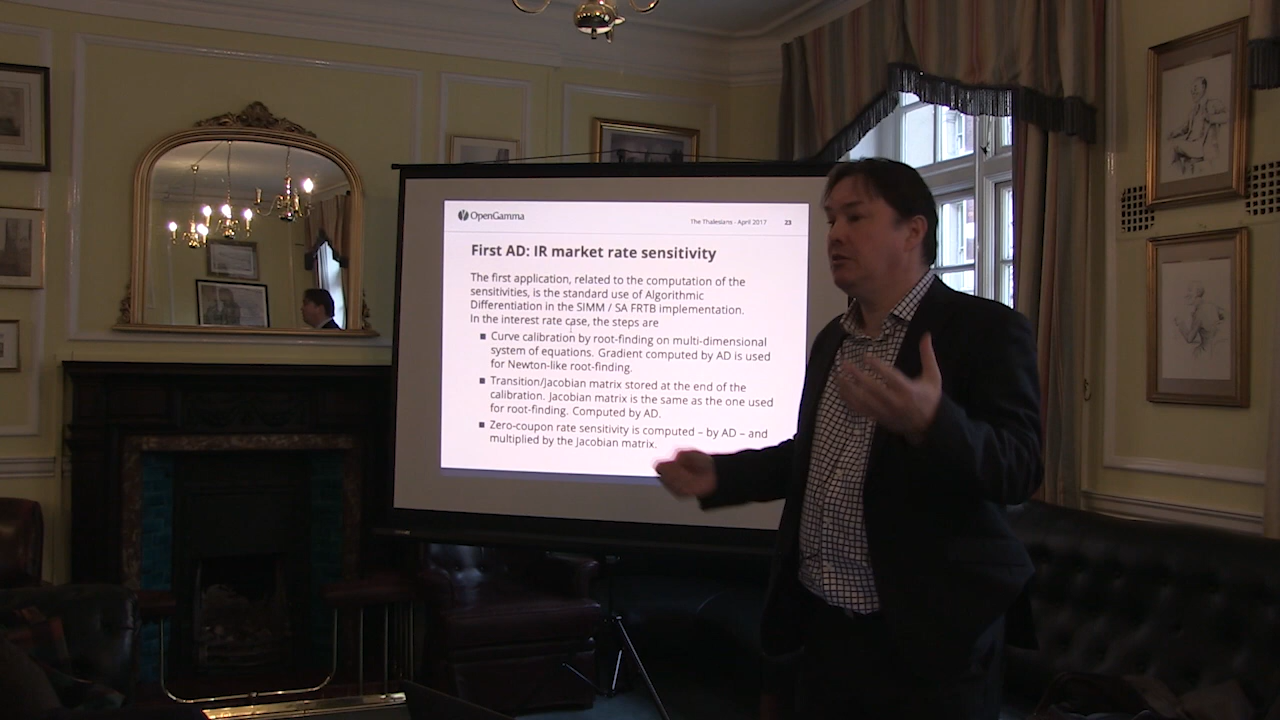 OpenGamma
The Thalesians - April 2017 23
First AD: IR market rate sensitivity
The first application, related to the computation of the
sensitivities, is the standard use of Algorithmic
Differentiation in the SIMM / SA FRTB implementation.
In the interest rate case, the steps are
Curve calibration by root-finding on multi-dimensional
system of equations. Gradient computed by AD is used
for Newton-like root-finding.
Transition/Jacobian matrix stored at the end of the
calibration. Jacobian matrix is the same as the one used
for root-finding. Computed by AD.
Zero-coupon rate sensitivity is computed – by AD – and
multiplied by the Jacobian matrix.